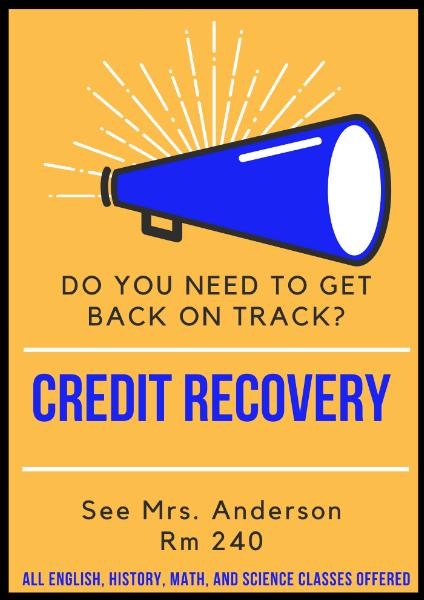 DO YOU NEED TO GET
BACK ON TRACK?
CREDIT RECOVERY
See Mrs. Anderson
Rm 240
ALL ENGLISH, HISTORY, MATH, AND SCIENCE CLASSES OFFERED